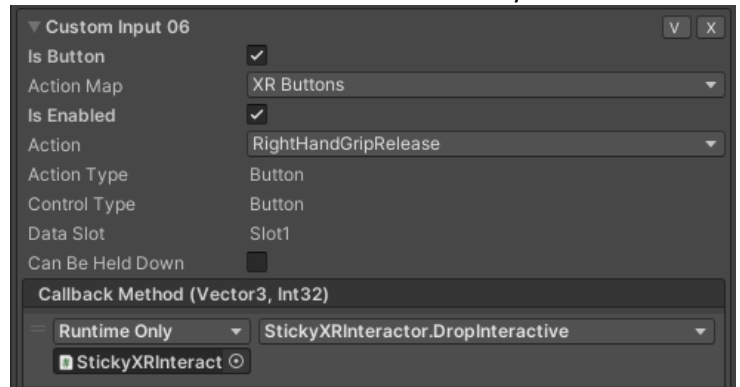 Custom Input 06 V X
Is Button
Action Map XR Buttons
Is Enabled
Action RightHandGripRelease
Action Type Button
Control Type Button
Data Slot Slot1
Can Be Held Down
Callback Method (Vector3, Int32)
Runtime Only StickyXRInteractor.DropInteractive
StickyXRInteract